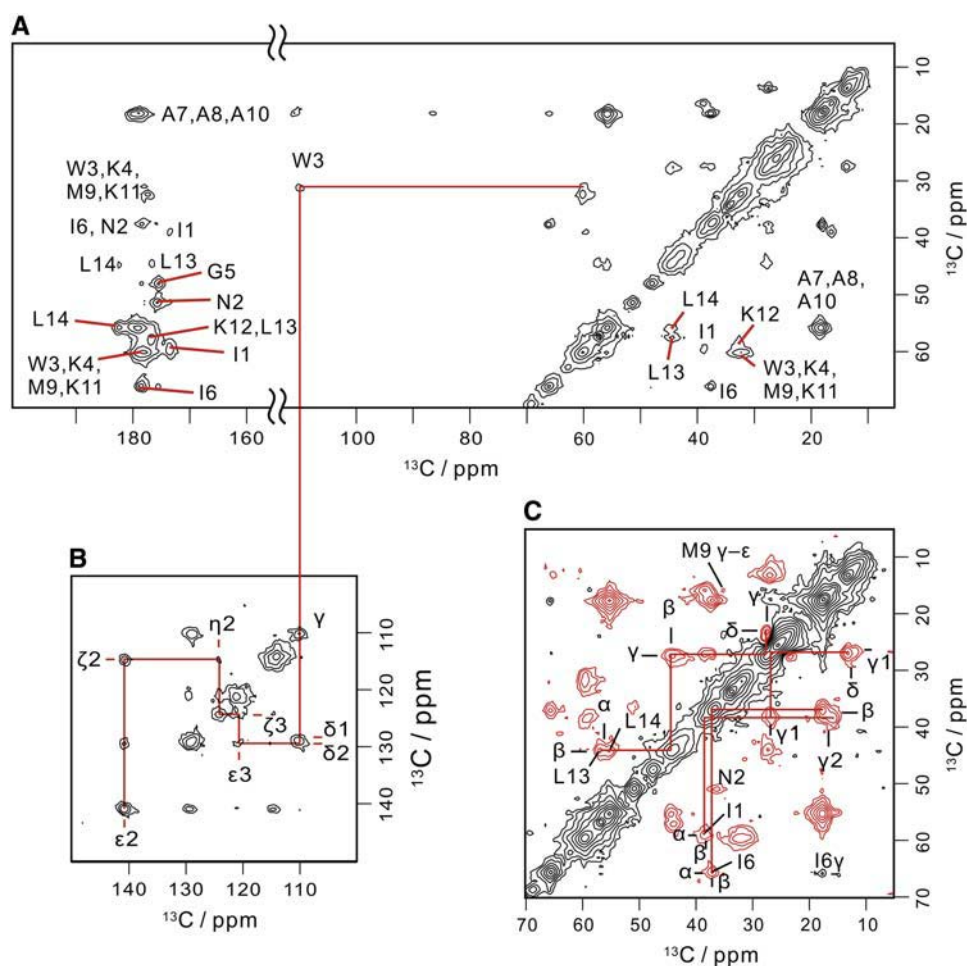 A
A7,A8,A10
W3
W3,K4,
M9,K11
I6, N2
I1
L14
L13
G5
N2
L14
K12,L13
W3,K4,
M9,K11
I1
I6
A7,A8,
A10
L14
I1
K12
L13
W3,K4,
M9,K11
I6
10
20
30
40
50
60
13C / ppm
180
160
100
80
60
40
20
13C / ppm
B
η2
γ
ζ2
ζ3
δ1
δ2
ε3
ε2
110
120
130
140
13C / ppm
140
130
120
110
13C / ppm
C
M9 γ–ε
β
γ
γ
δ
γ1
δ
α
L14
β
L13
β
γ1
γ2
N2
I1
α
β
I6
α
β
I6γ
10
20
30
40
50
60
70
13C / ppm
70
60
50
40
30
20
10
13C / ppm